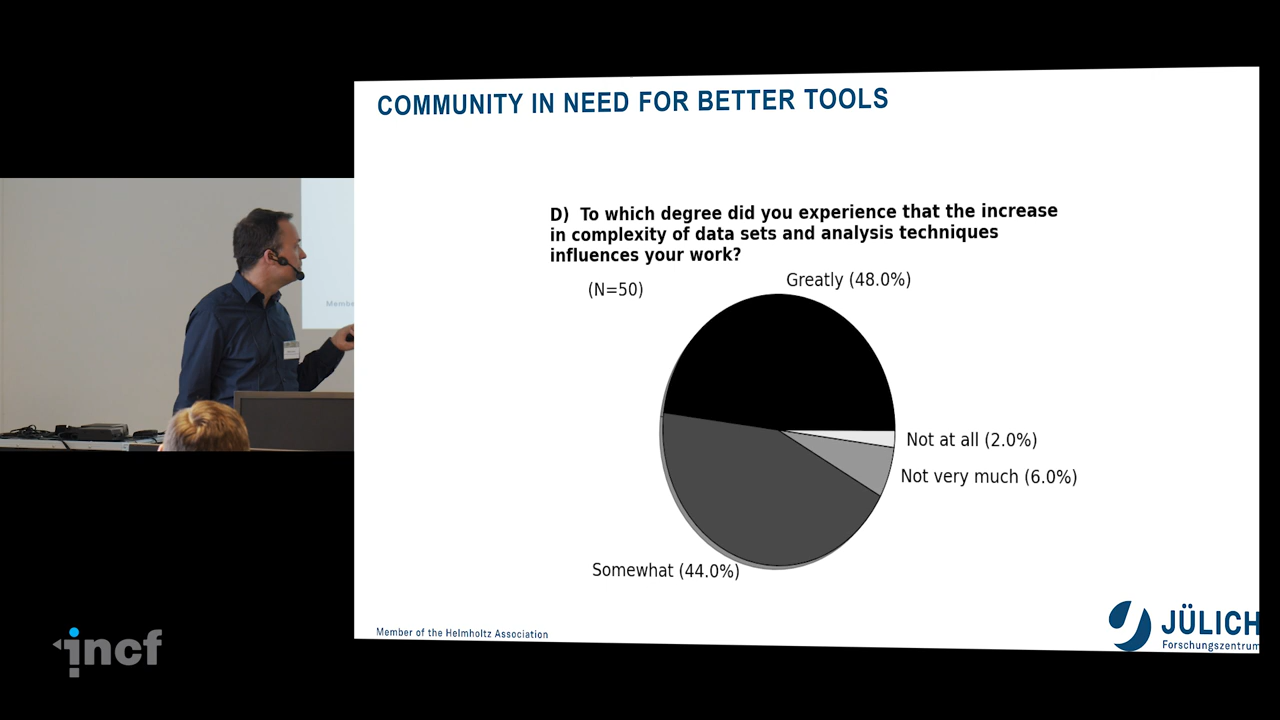 COMMUNITY IN NEED FOR BETTER TOOLS
D) To which degree did you experience that the increase
in complexity of data sets and analysis techniques
influences your work?
(N=50)
Greatly (48.0%)
Not at all (2.0%)
Not very much (6.0%)
Somewhat (44.0%)
Member of the Helmholtz Association
JÜLICH
Forschungszentrum
incf